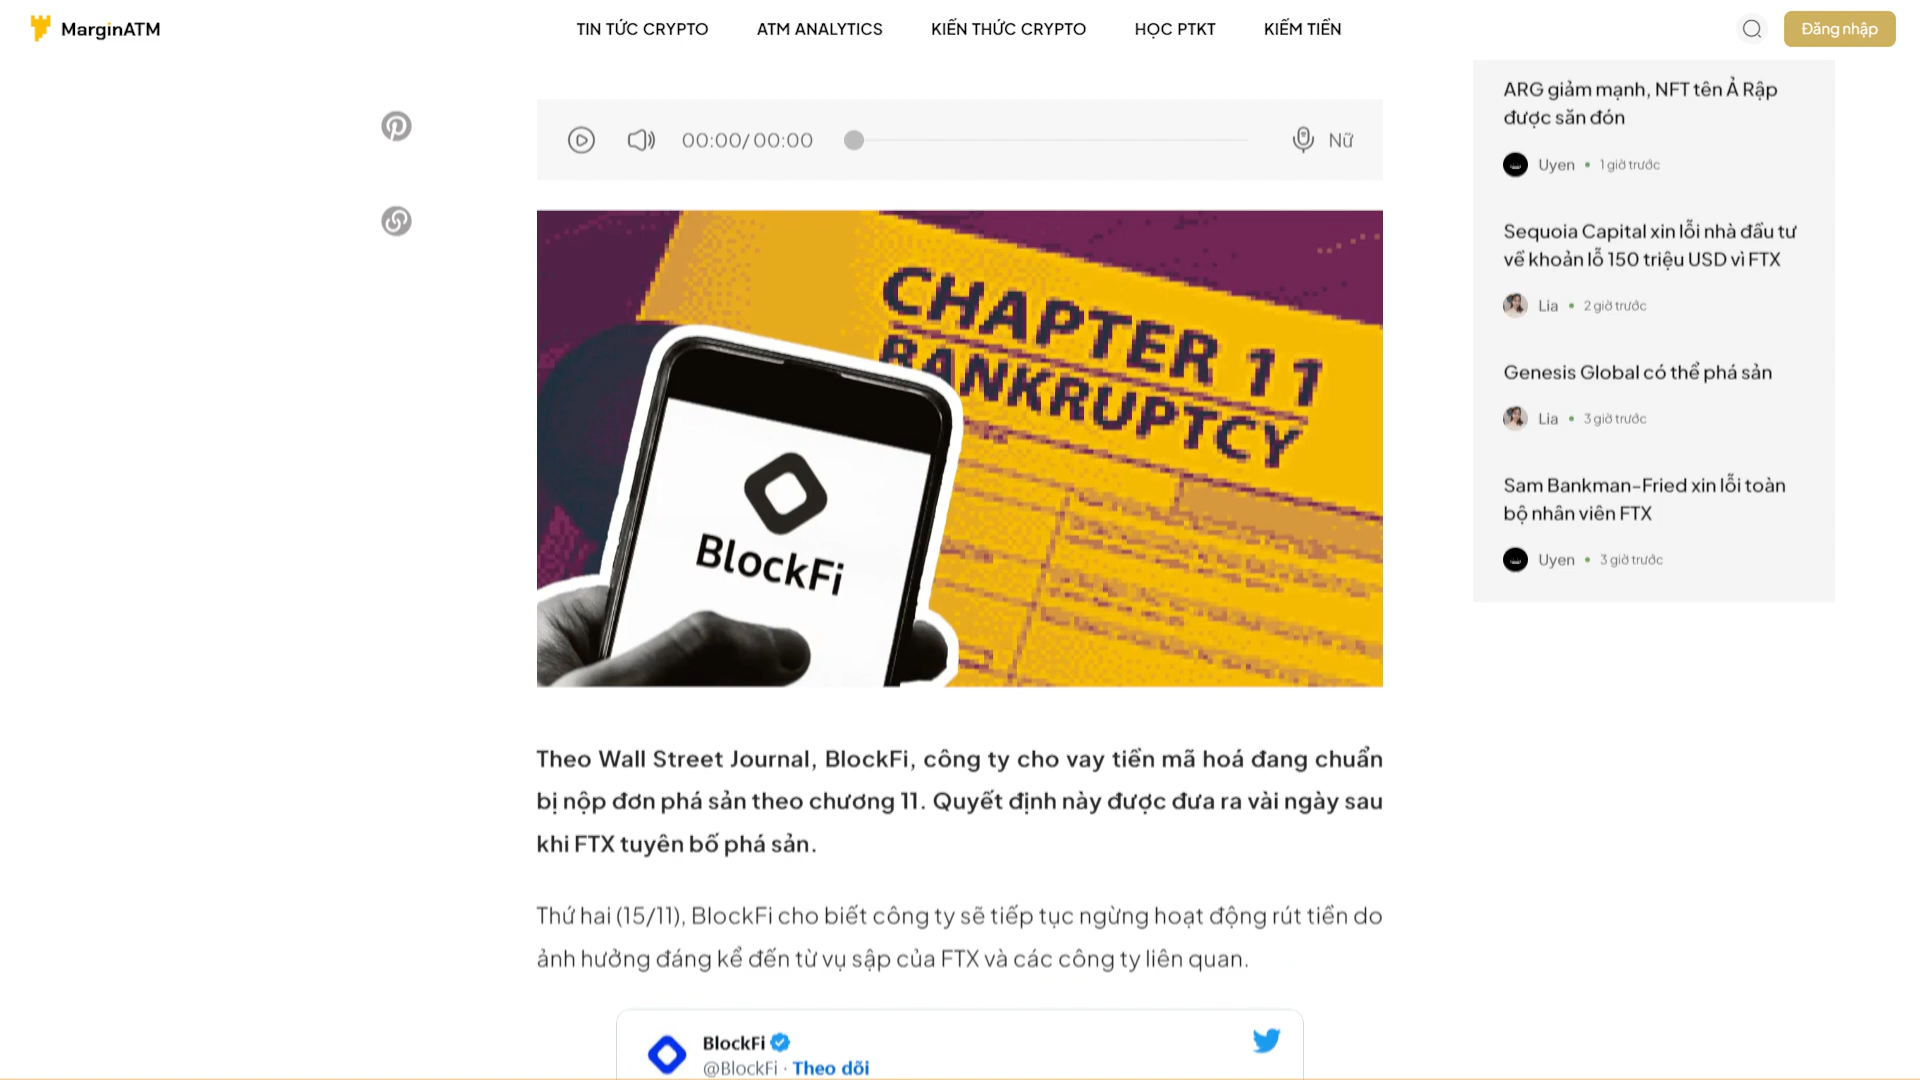 MarginATM
TIN TỨC CRYPTO
ATM ANALYTICS
KIẾN THỨC CRYPTO
HỌC PTKT
KIẾM TIỀN
Đăng nhập
00:00/00:00
Nữ
CHAPTER 11
BANKRUPTCY
BlockFi
Theo Wall Street Journal, BlockFi, công ty cho vay tiền mã hoá đang chuẩn
bị nộp đơn phá sản theo chương 11. Quyết định này được đưa ra vài ngày sau
khi FTX tuyên bố phá sản.
Thứ hai (15/11), BlockFi cho biết công ty sẽ tiếp tục ngừng hoạt động rút tiền do
ảnh hưởng đáng kể đến từ vụ sập của FTX và các công ty liên quan.
BlockFi
@BlockFi · Theo dõi
ARG giảm mạnh, NFT tên Ả Rập
được săn đón
Uyen • 1 giờ trước
Sequoia Capital xin lỗi nhà đầu tư
về khoản lỗ 150 triệu USD vì FTX
Lia • 2 giờ trước
Genesis Global có thể phá sản
Lia • 3 giờ trước
Sam Bankman-Fried xin lỗi toàn
bộ nhân viên FTX
Uyen • 3 giờ trước